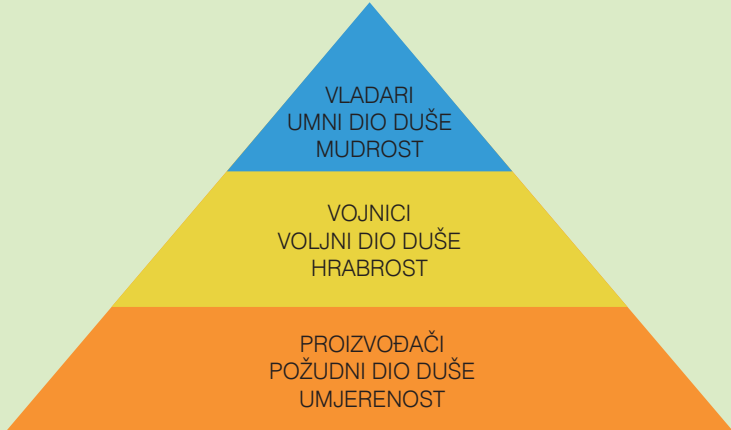 VLADARI
UMNI DIO DUŠE
MUDROST
VOJNICI
VOLJNI DIO DUŠE
HRABROST
PROIZVOĐAČI
POŽUDNI DIO DUŠE
UMJERENOST